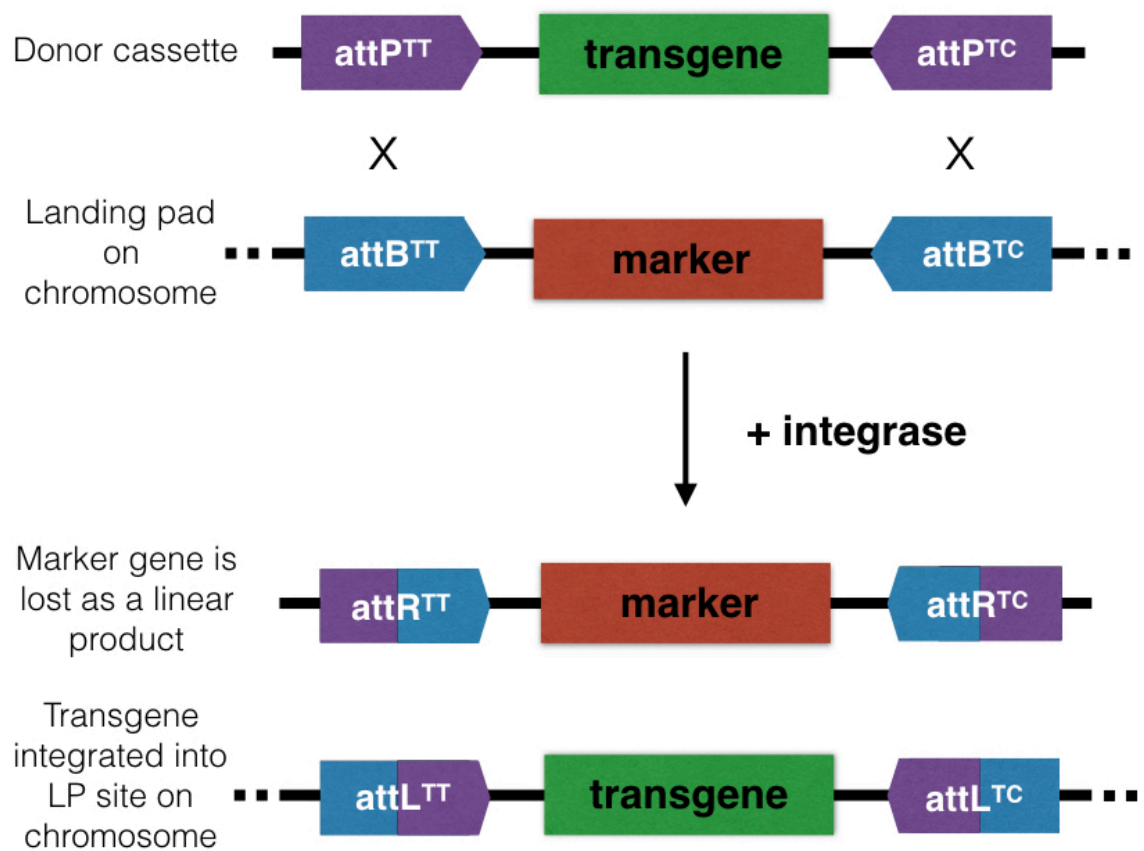 Donor cassette
attPTT
transgene
attPTC
X
X
Landing pad
on
chromosome
attBTT
marker
attBTC
+ integrase
Marker gene is
lost as a linear
product
attRTT
marker
attRTC
Transgene
integrated into
LP site on
chromosome
attLTT
transgene
attLTC